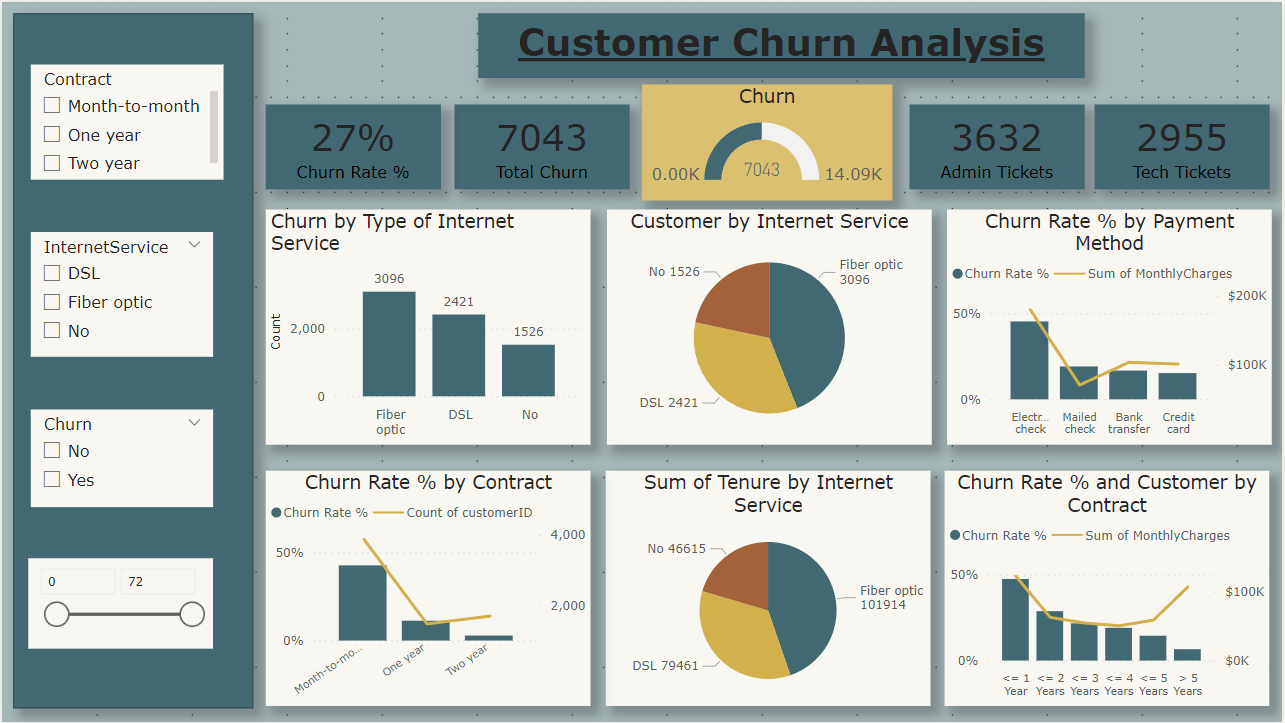 Customer Churn Analysis
Contract
Month-to-month
One year
Two year
InternetService
DSL
Fiber optic
No
Churn
No
Yes
0 72
27%
Churn Rate %
7043
Total Churn
Churn
0.00K 7043 14.09K
3632
Admin Tickets
2955
Tech Tickets
Churn by Type of Internet
Service
Count
2,000
0
3096
2421
1526
Fiber
optic
DSL
No
Customer by Internet Service
No 1526
Fiber optic
3096
DSL 2421
Churn Rate % by Payment
Method
Churn Rate % Sum of MonthlyCharges
50%
0%
$200K
$100K
Electr...
check
Mailed
check
Bank
transfer
Credit
card
Churn Rate % by Contract
Churn Rate % Count of customerID
50%
0%
4,000
2,000
Month-to-mo...
One year
Two year
Sum of Tenure by Internet
Service
No 46615
Fiber optic
101914
DSL 79461
Churn Rate % and Customer by
Contract
Churn Rate % Sum of MonthlyCharges
50%
0%
$100K
$0K
<= 1
Year
<= 2
Years
<= 3
Years
<= 4
Years
<= 5
Years
> 5
Years